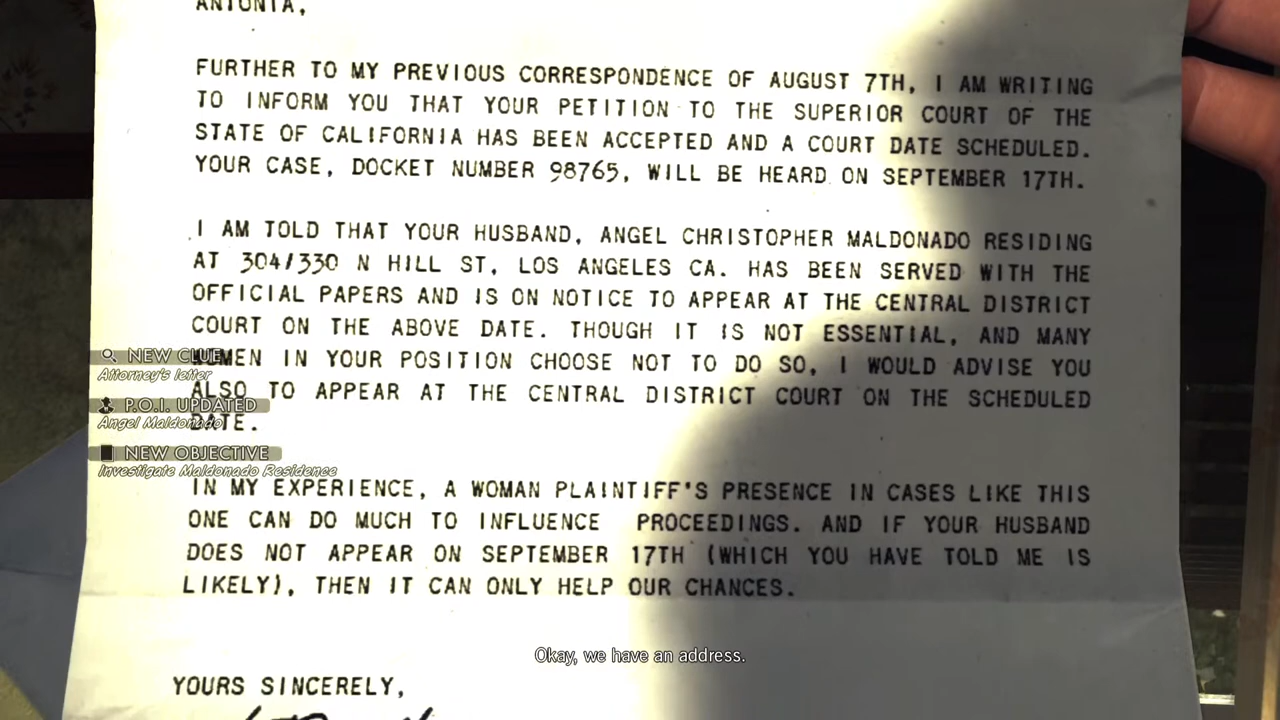 ANTONIA,
FURTHER TO MY PREVIOUS CORRESPONDENCE OF AUGUST 7TH, I AM WRITING
TO INFORM YOU THAT YOUR PETITION TO THE SUPERIOR COURT OF THE
STATE OF CALIFORNIA HAS BEEN ACCEPTED AND A COURT DATE SCHEDULED.
YOUR CASE, DOCKET NUMBER 98765, WILL BE HEARD ON SEPTEMBER 17TH.
I AM TOLD THAT YOUR HUSBAND, ANGEL CHRISTOPHER MALDONADO RESIDING
AT 304/330 N HILL ST, LOS ANGELES CA. HAS BEEN SERVED WITH THE
OFFICIAL PAPERS AND IS ON NOTICE TO APPEAR AT THE CENTRAL DISTRICT
COURT ON THE ABOVE DATE. THOUGH IT IS NOT ESSENTIAL, AND MANY
WOMEN IN YOUR POSITION CHOOSE NOT TO DO SO, I WOULD ADVISE YOU
ALSO TO APPEAR AT THE CENTRAL DISTRICT COURT ON THE SCHEDULED
DATE.
IN MY EXPERIENCE, A WOMAN PLAINTIFF'S PRESENCE IN CASES LIKE THIS
ONE CAN DO MUCH TO INFLUENCE PROCEEDINGS. AND IF YOUR HUSBAND
DOES NOT APPEAR ON SEPTEMBER 17TH (WHICH YOU HAVE TOLD ME IS
LIKELY), THEN IT CAN ONLY HELP OUR CHANCES.
YOURS SINCERELY,
NEW CLUE
Attorney's letter
P.O.I. UPDATED
Angel Maldonado
NEW OBJECTIVE
Investigate Maldonado Residence
Okay, we have an address.